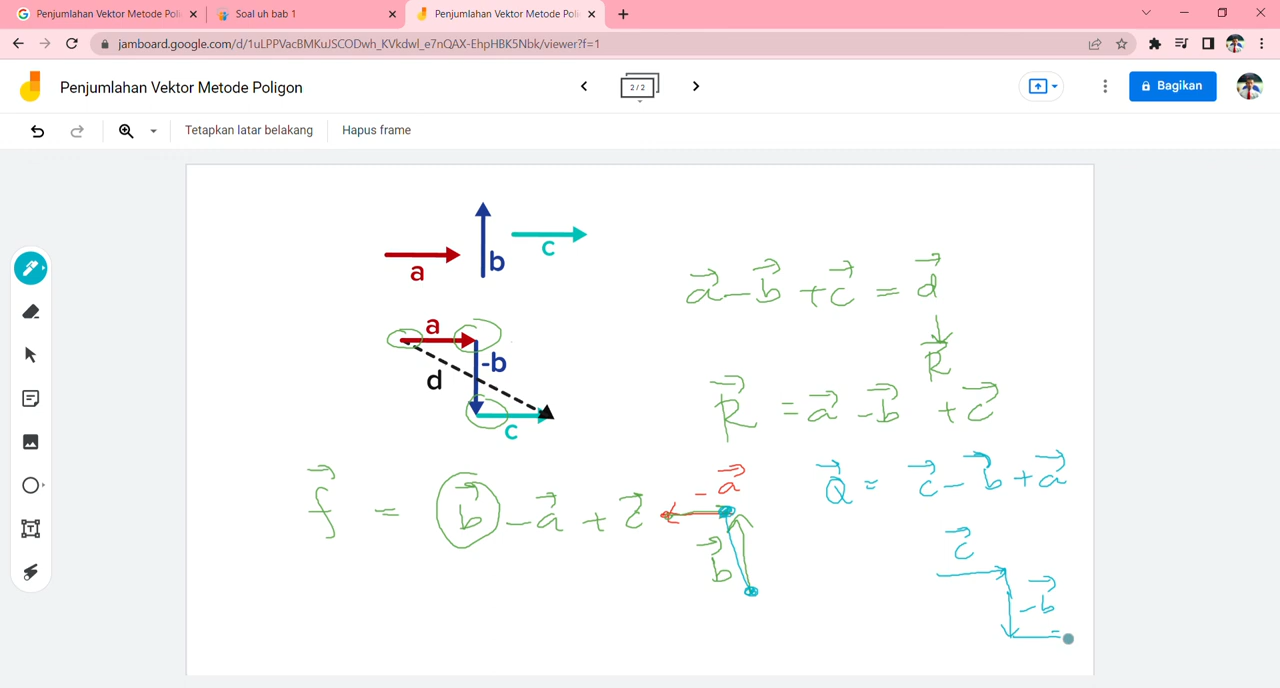 Penjumlahan Vektor Metode Pol
Soal uh bab 1
Penjumlahan Vektor Metode Poli
jamboard.google.com/d/1uLPPVacBMKuJSCODwh_KVkdwl_e7nQAX-EhpHBK5Nbk/viewer?f=1
Penjumlahan Vektor Metode Poligon
2 / 2
Bagikan
Tetapkan latar belakang
Hapus frame
a
b
c
a
-b
d
c
a⃗ - b⃗ + c⃗ = d⃗
R⃗
R⃗ = a⃗ - b⃗ + c⃗
Q⃗ = c⃗ - b⃗ + a⃗
f⃗ = b⃗ - a⃗ + c⃗
- a⃗
b⃗
c⃗
- b⃗